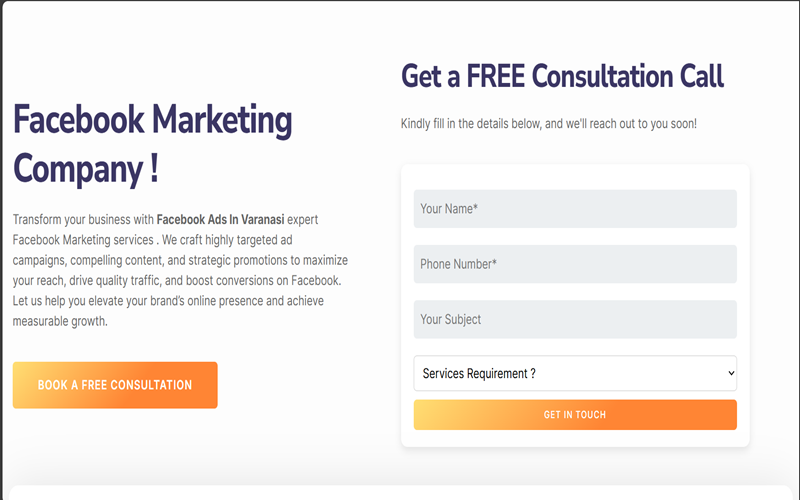 Facebook Marketing
Company !
Transform your business with Facebook Ads In Varanasi expert
Facebook Marketing services . We craft highly targeted ad
campaigns, compelling content, and strategic promotions to maximize
your reach, drive quality traffic, and boost conversions on Facebook.
Let us help you elevate your brand's online presence and achieve
measurable growth.
BOOK A FREE CONSULTATION
Get a FREE Consultation Call
Kindly fill in the details below, and we'll reach out to you soon!
Your Name*
Phone Number*
Your Subject
Services Requirement ?
GET IN TOUCH